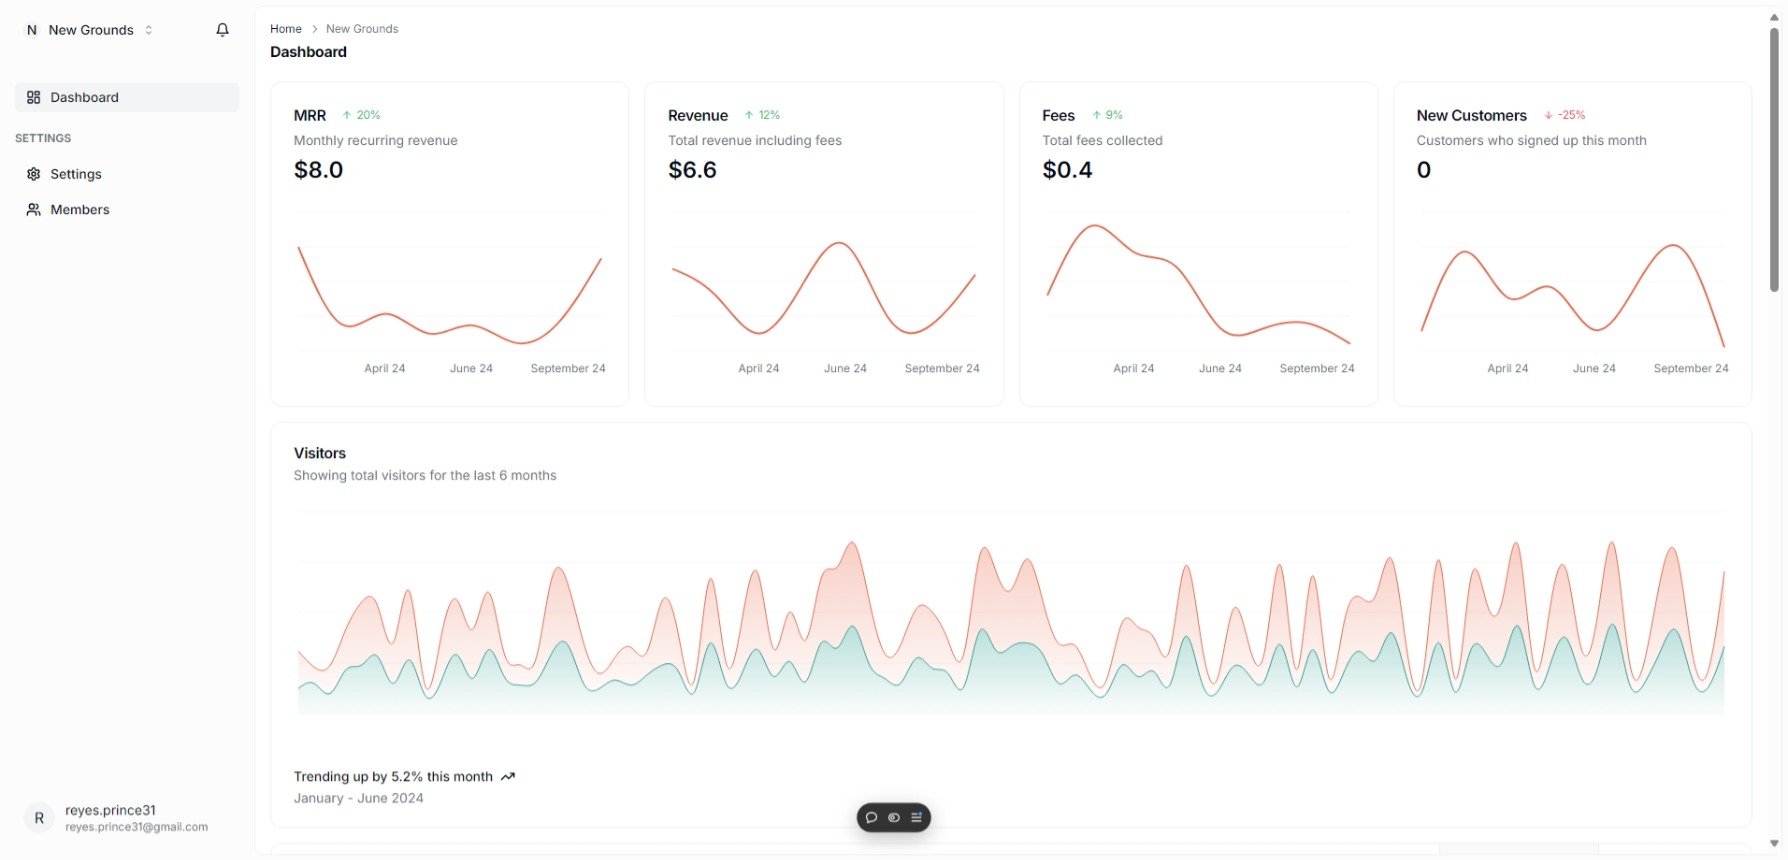 N New Grounds
Dashboard
SETTINGS
Settings
Members
R reyes.prince31
reyes.prince31@gmail.com
Home > New Grounds
Dashboard
MRR ↑ 20%
Monthly recurring revenue
$8.0
April 24 June 24 September 24
Revenue ↑ 12%
Total revenue including fees
$6.6
April 24 June 24 September 24
Fees ↑ 9%
Total fees collected
$0.4
April 24 June 24 September 24
New Customers ↓ -25%
Customers who signed up this month
0
April 24 June 24 September 24
Visitors
Showing total visitors for the last 6 months
Trending up by 5.2% this month
January - June 2024